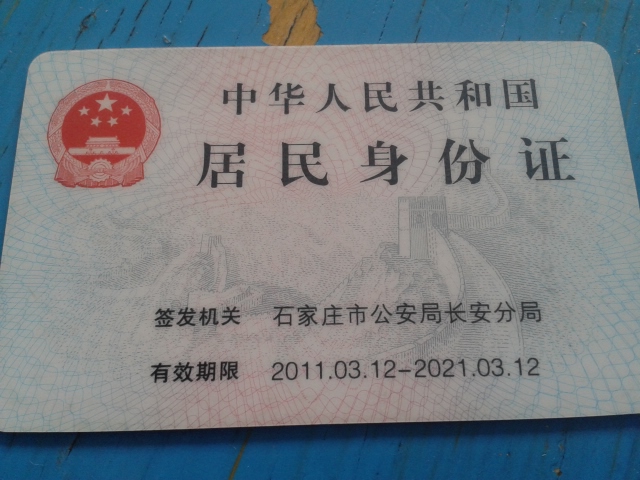 中华人民共和国
居民身份证
签发机关 石家庄市公安局长安分局
有效期限 2011.03.12-2021.03.12